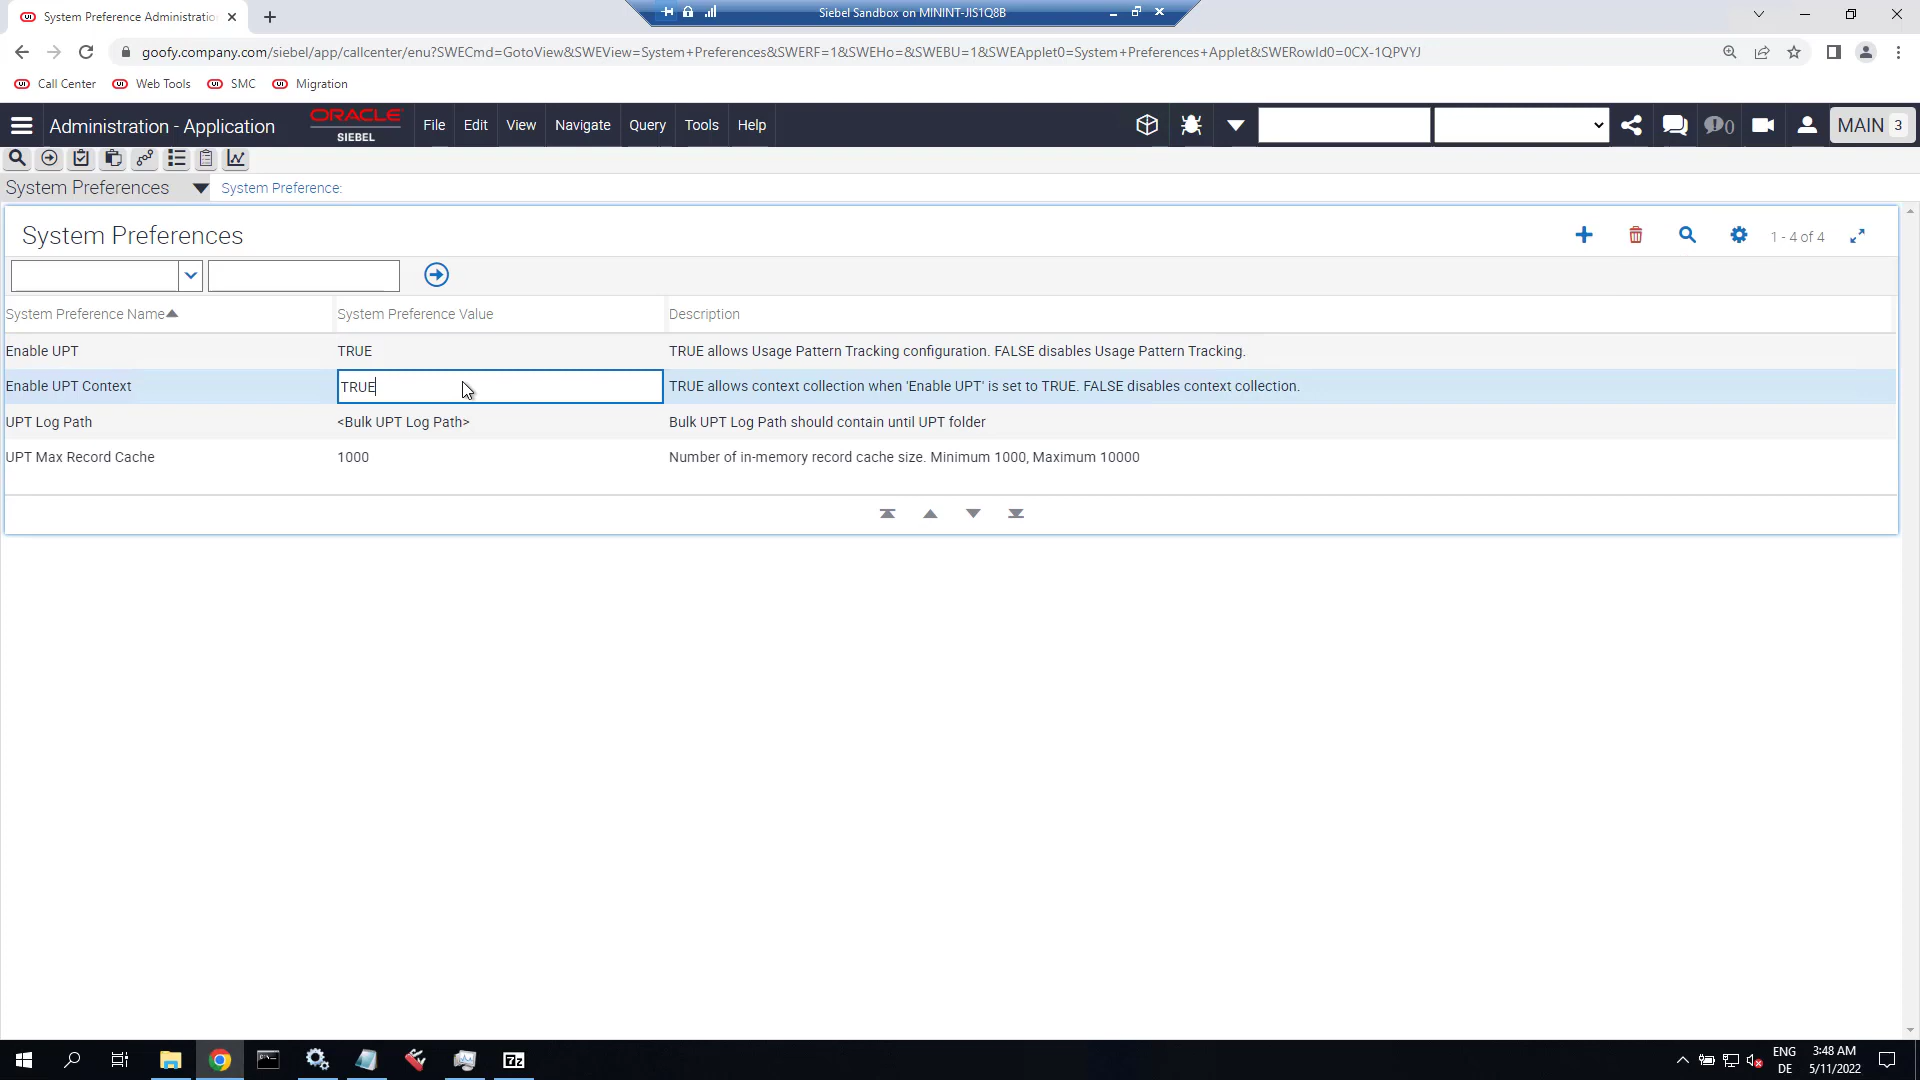 System Preference Administratio
Siebel Sandbox on MININT-JIS1Q8B
goofy.company.com/siebel/app/callcenter/enu?SWECmd=GotoView&SWEView=System+Preferences&SWERF=1&SWEHo=&SWEBU=1&SWEApplet0=System+Preferences+Applet&SWERowId0=0CX-1QPVYJ
Call Center Web Tools SMC Migration
Administration - Application ORACLE SIEBEL File Edit View Navigate Query Tools Help 0 MAIN 3
System Preferences System Preference:
System Preferences 1 - 4 of 4
System Preference Name System Preference Value Description
Enable UPT TRUE TRUE allows Usage Pattern Tracking configuration. FALSE disables Usage Pattern Tracking.
Enable UPT Context TRUE TRUE allows context collection when 'Enable UPT' is set to TRUE. FALSE disables context collection.
UPT Log Path <Bulk UPT Log Path> Bulk UPT Log Path should contain until UPT folder
UPT Max Record Cache 1000 Number of in-memory record cache size. Minimum 1000, Maximum 10000
7z ENG 3:48 AM
DE 5/11/2022